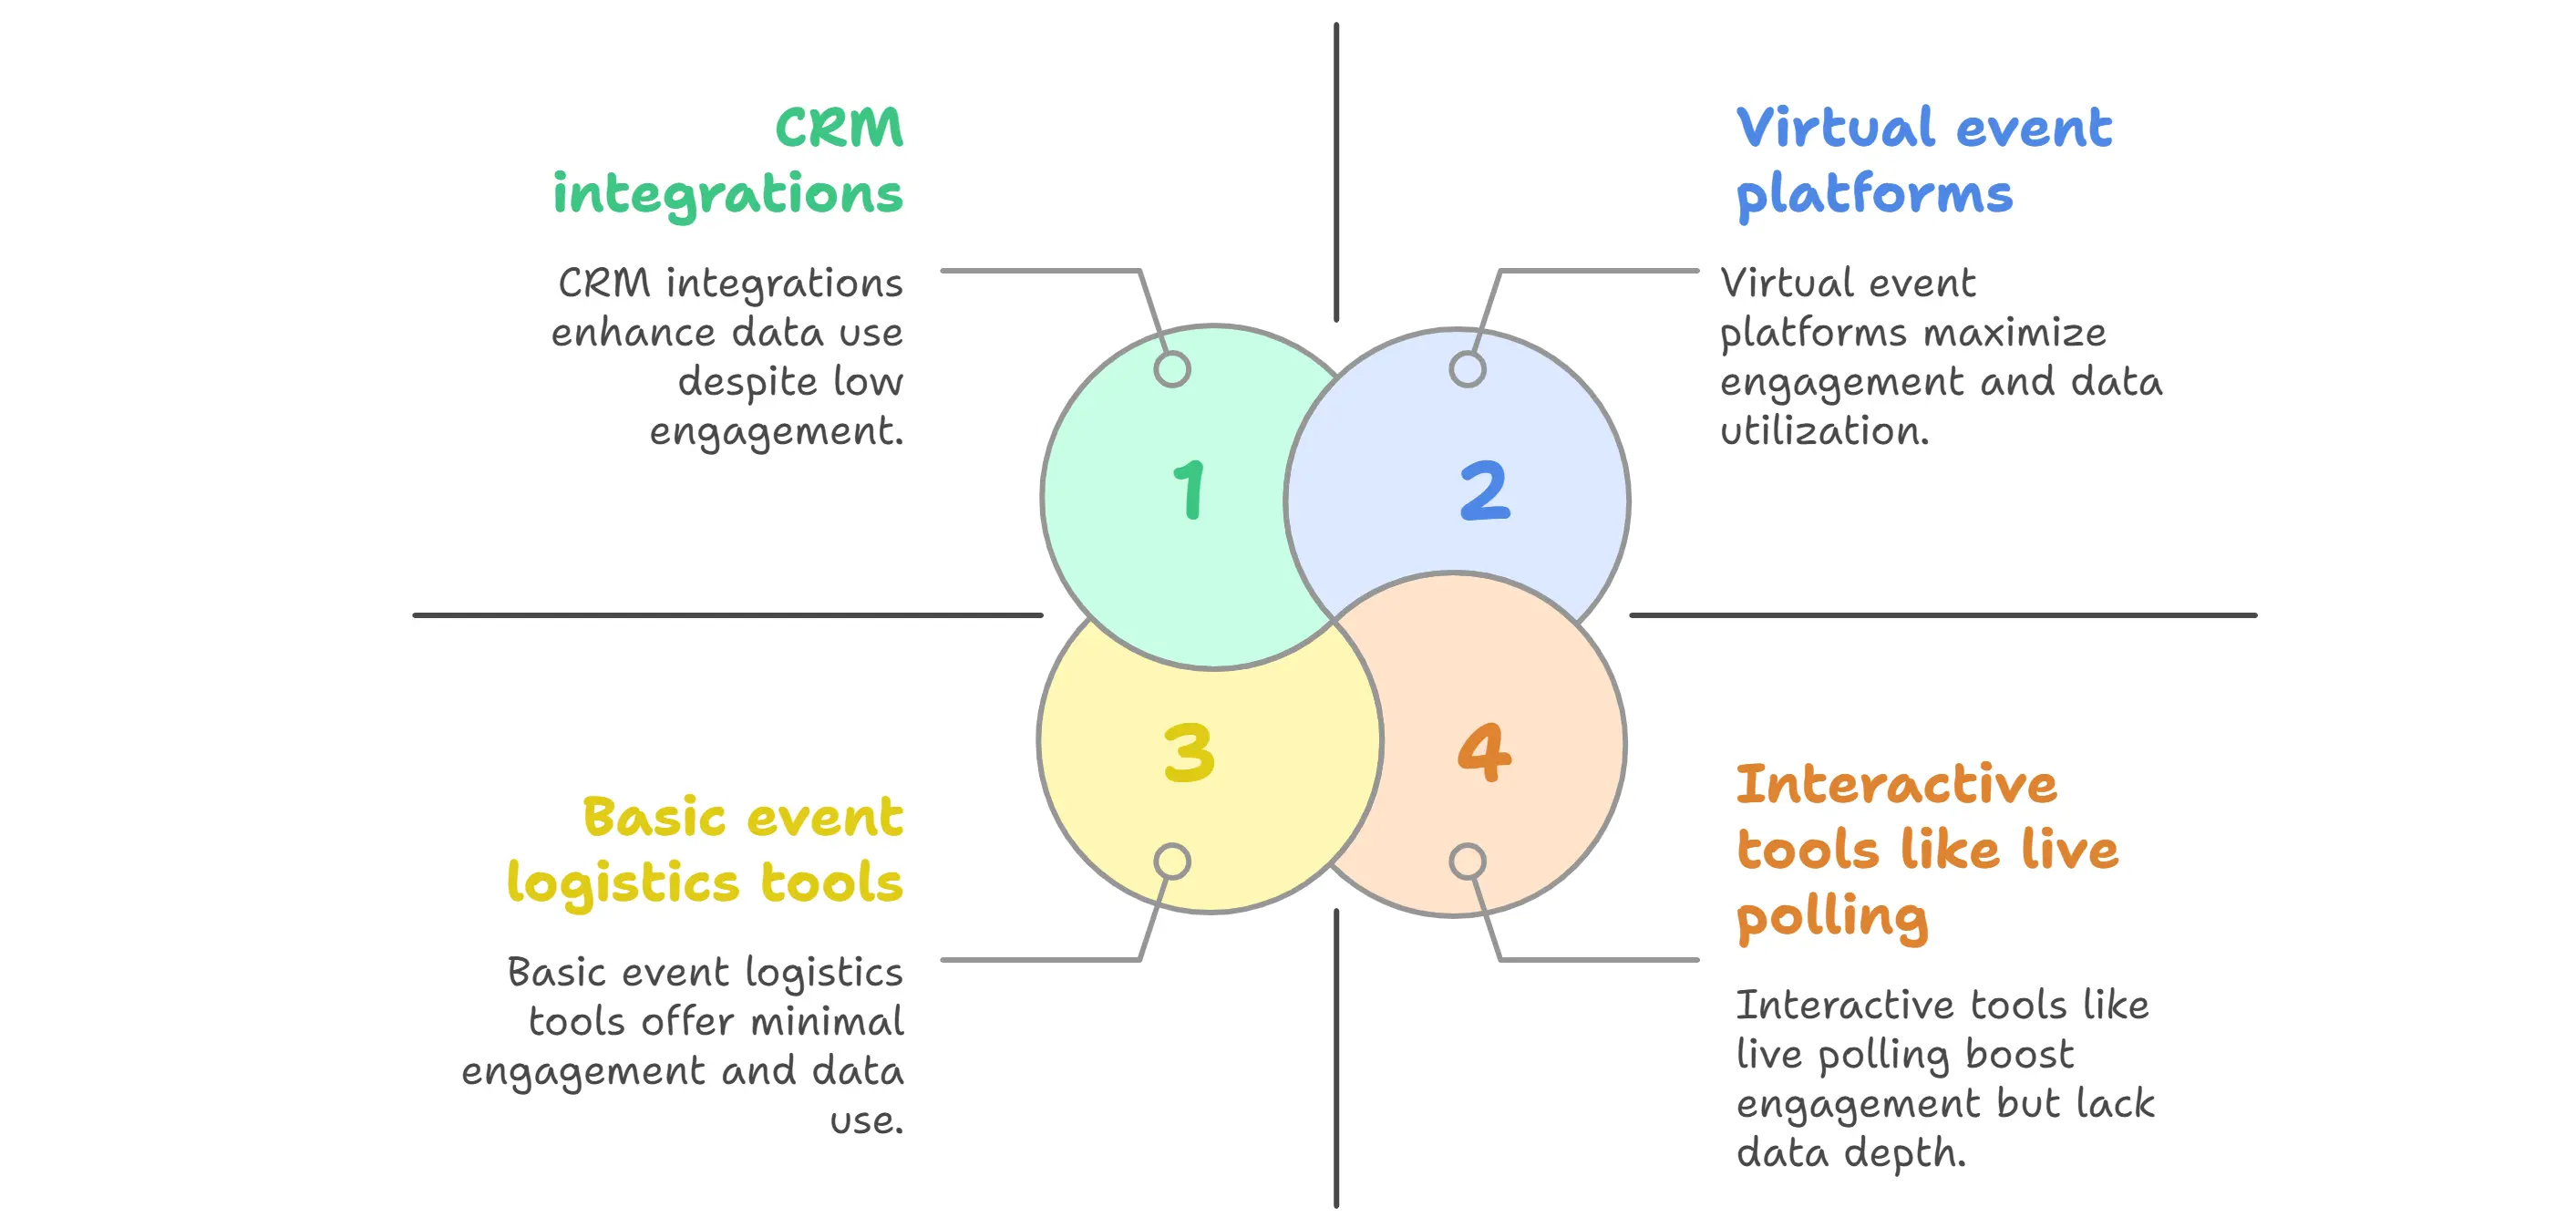 CRM
integrations
CRM integrations
enhance data use
despite low
engagement.
Virtual event
platforms
Virtual event
platforms maximize
engagement and data
utilization.
1
2
3
4
Basic event
logistics tools
Basic event logistics
tools offer minimal
engagement and data
use.
Interactive
tools like live
polling
Interactive tools like
live polling boost
engagement but lack
data depth.